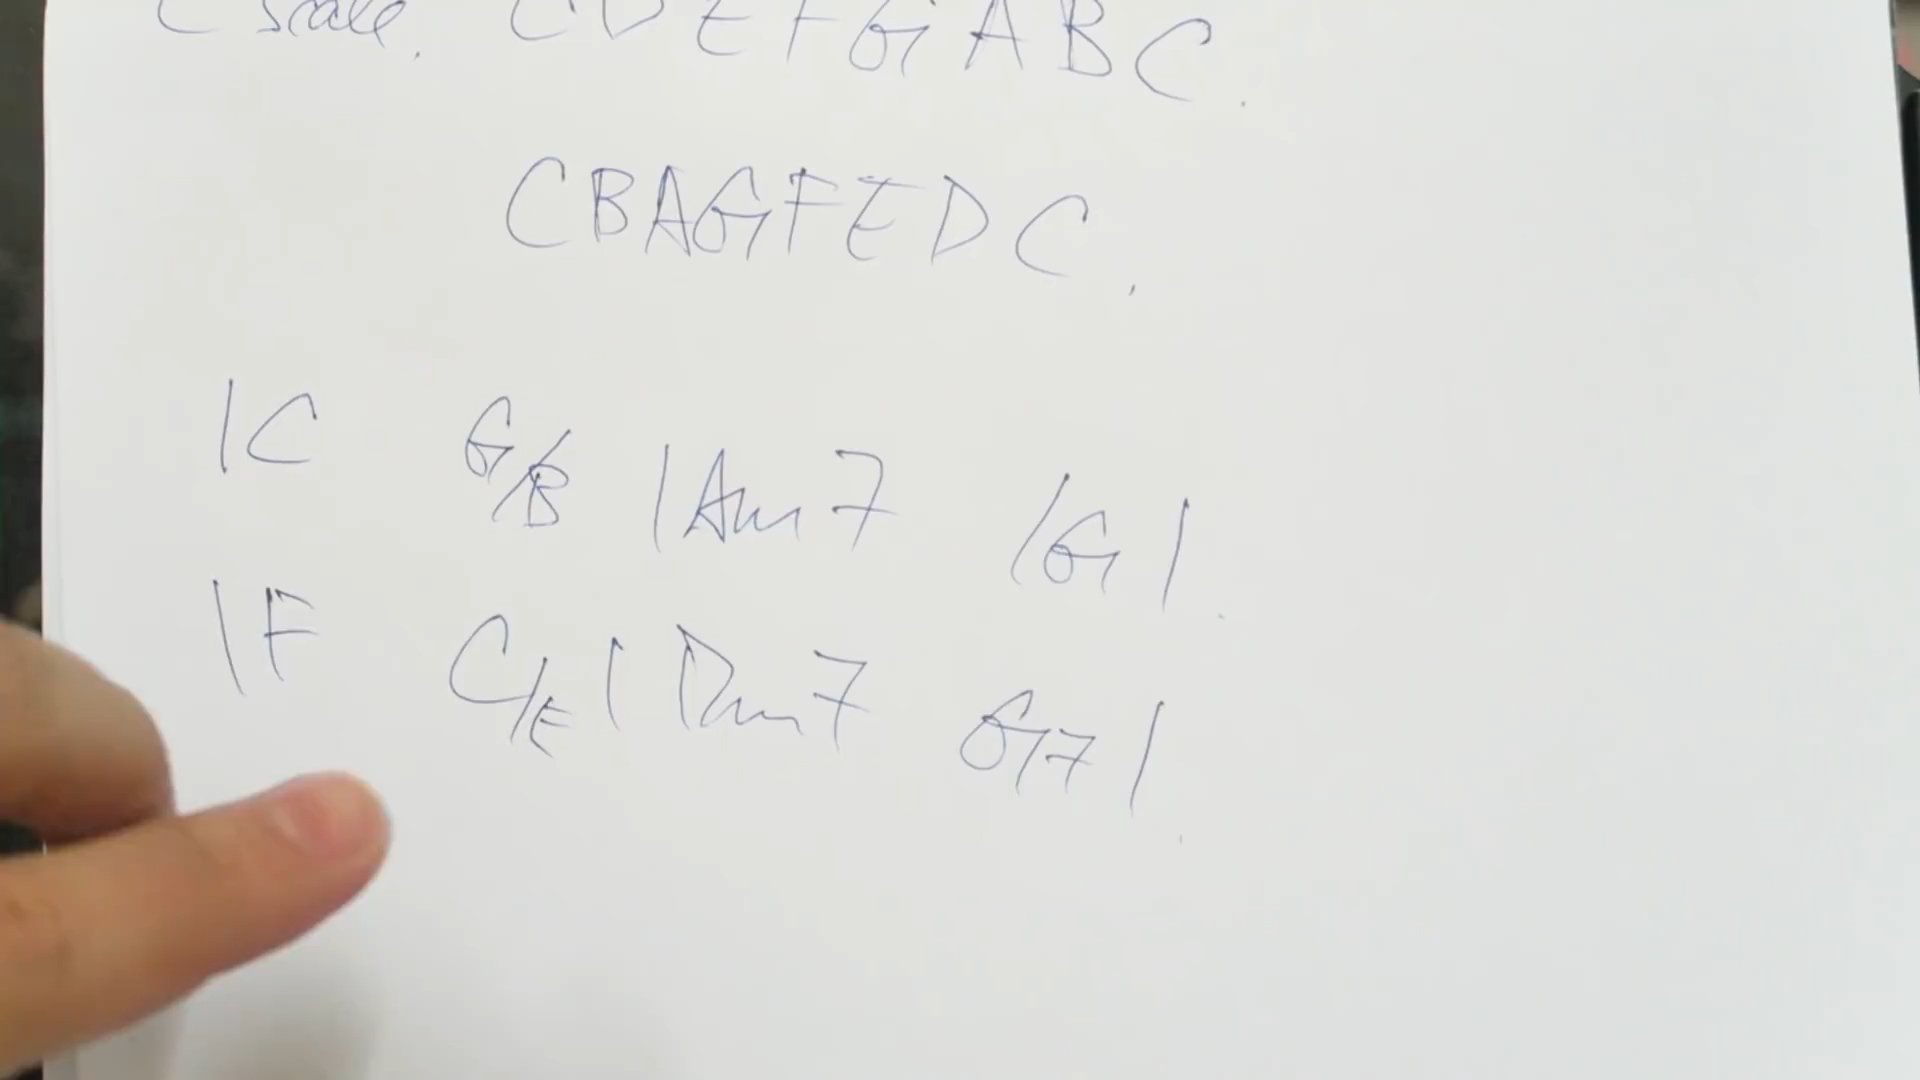 C scale. C D E F G A B C.
C B A G F E D C.
| C G/B | Am7 | G |.
| F C/E | Dm7 G7 |.